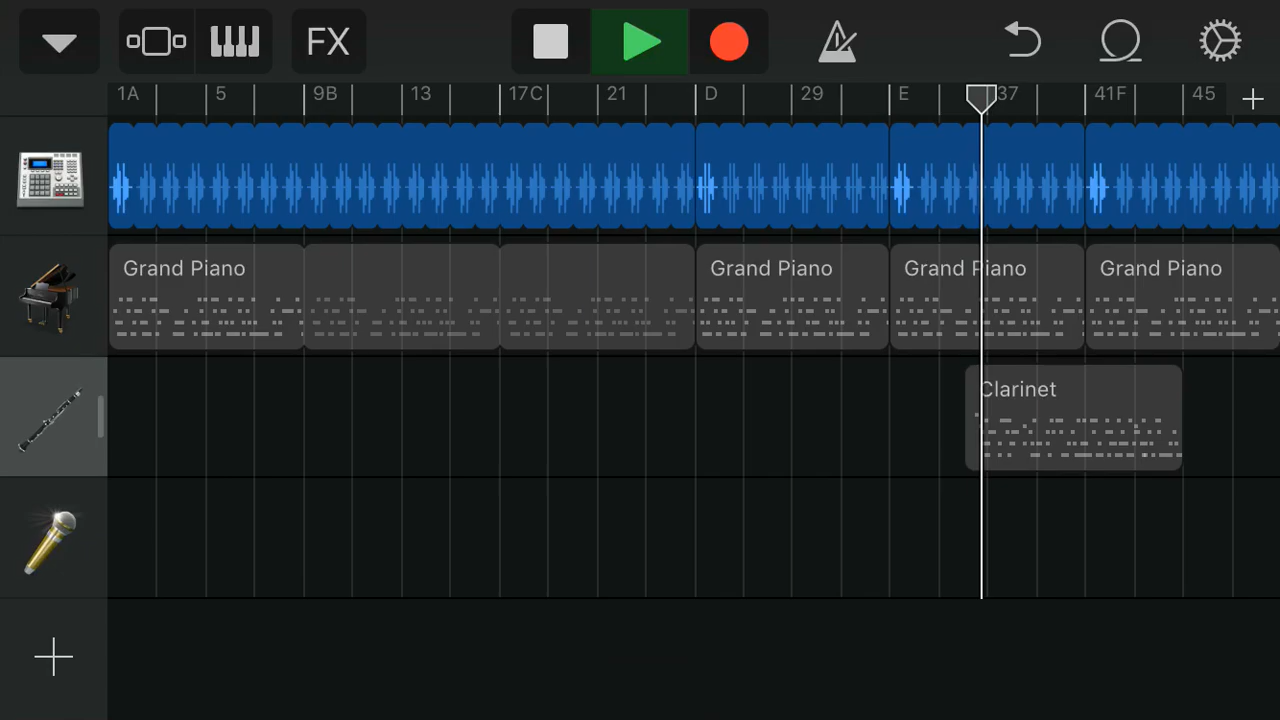 FX
1A 5 9B 13 17C 21 D 29 E 37 41F 45
Grand Piano Grand Piano Grand Piano Grand Piano
Clarinet